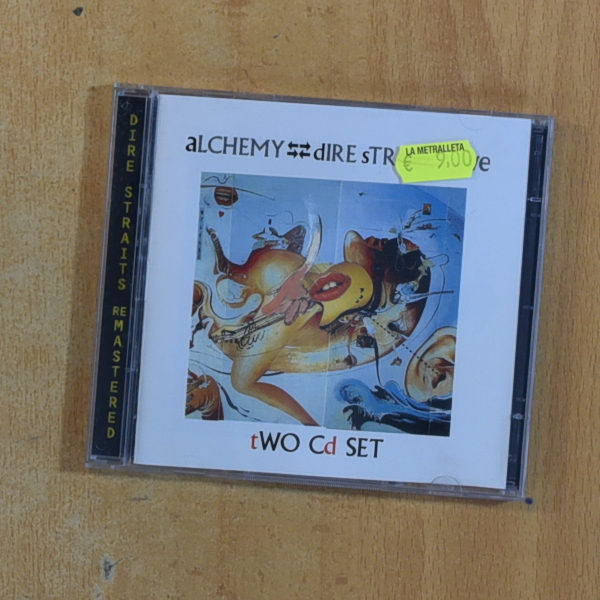 DIRE STRAITS REMASTERED
aLCHEMY dIRE sTR
LA METRALLETA
€ 9,00
tWO Cd SET